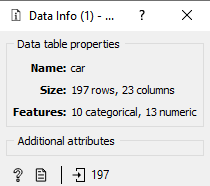 Data Info (1) - ...
Data table properties
Name: car
Size: 197 rows, 23 columns
Features: 10 categorical, 13 numeric
Additional attributes
? 197